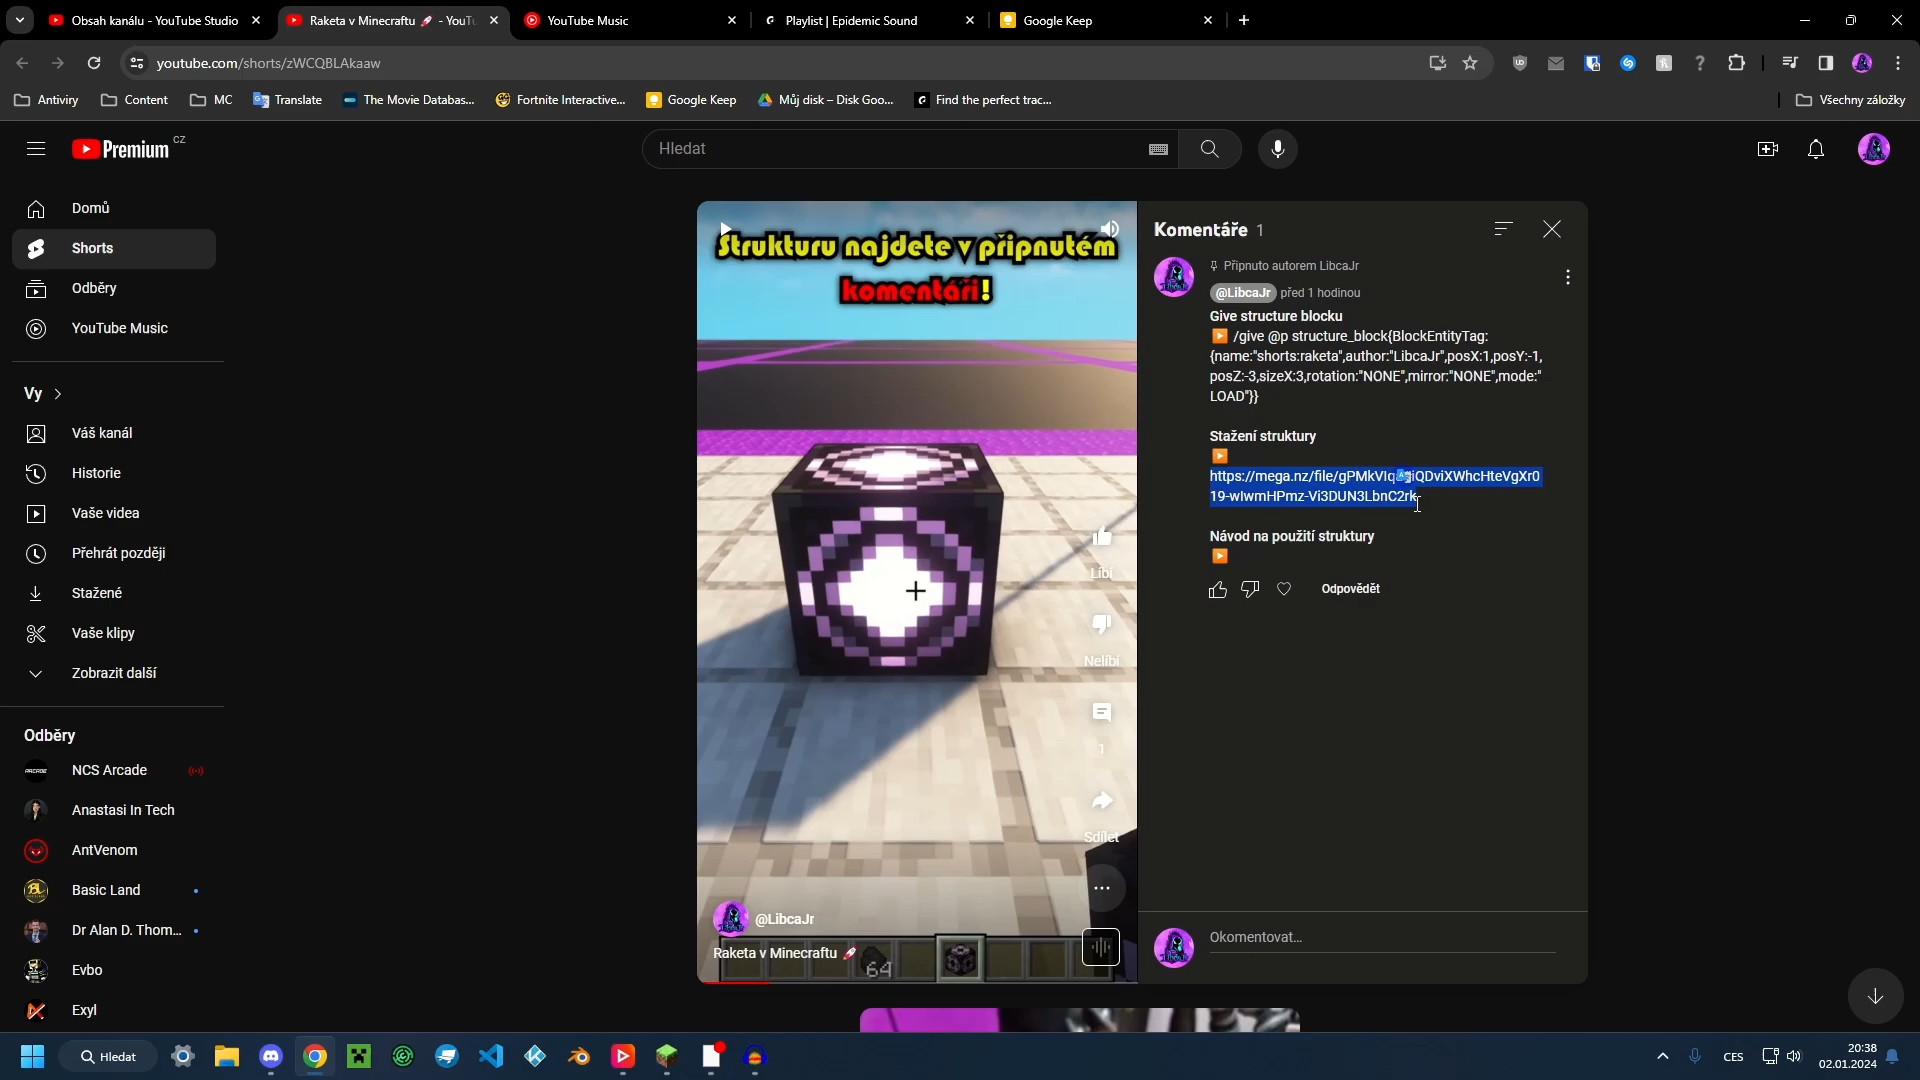 Obsah kanálu - YouTube Studio
Raketa v Minecraftu 🚀 - YouTu
YouTube Music
Playlist | Epidemic Sound
Google Keep
youtube.com/shorts/zWCQBLAkaaw
Antiviry
Content
MC
Translate
The Movie Databas...
Fortnite Interactive...
Google Keep
Můj disk – Disk Goo...
Find the perfect trac...
Všechny záložky
Premium CZ
Hledat
Domů
Shorts
Odběry
YouTube Music
Vy
Váš kanál
Historie
Vaše videa
Přehrát později
Stažené
Vaše klipy
Zobrazit další
Odběry
NCS Arcade
Anastasi In Tech
AntVenom
Basic Land
Dr Alan D. Thom...
Evbo
Exyl
Strukturu najdete v připnutém
komentáři!
Líbí
Nelíbí
1
Sdílet
@LibcaJr
Raketa v Minecraftu 🚀
64
Komentáře 1
Připnuto autorem LibcaJr
@LibcaJr před 1 hodinou
Give structure blocku
▶️ /give @p structure_block{BlockEntityTag:
{name:"shorts:raketa",author:"LibcaJr",posX:1,posY:-1,
posZ:-3,sizeX:3,rotation:"NONE",mirror:"NONE",mode:"
LOAD"}}
Stažení struktury
▶️
19-wIwmHPmz-Vi3DUN3LbnC2rk
Návod na použití struktury
▶️
Odpovědět
Okomentovat...
Hledat
CES
20:38
02.01.2024